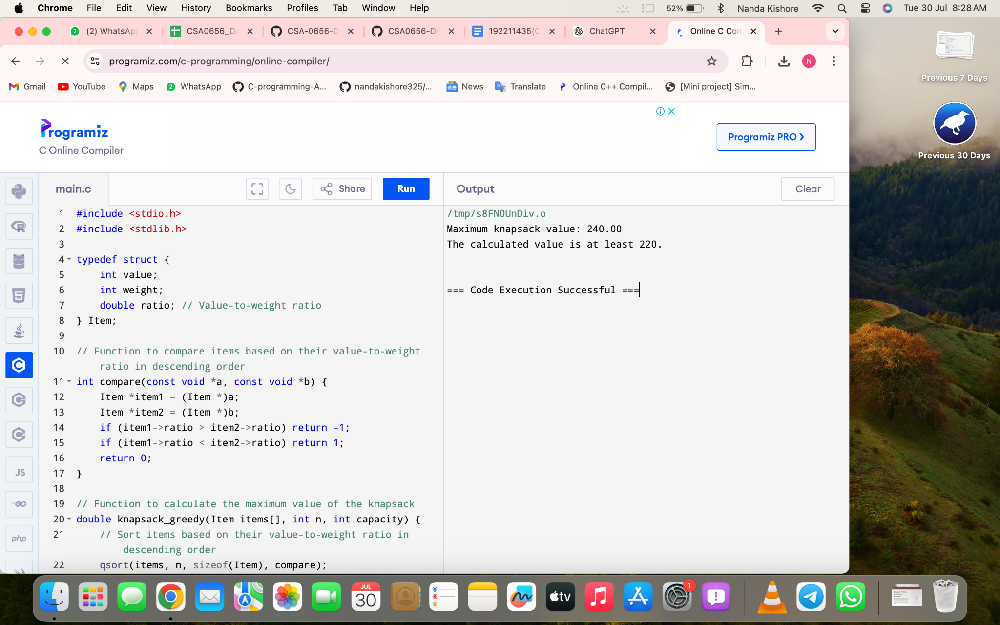 Chrome File Edit View History Bookmarks Profiles Tab Window Help 52% Nanda Kishore Tue 30 Jul 8:28 AM
2 (2) WhatsAp CSA0656_DA CSA-0656-D CSA0656-DA 192211435(C ChatGPT Online C Com
programiz.com/c-programming/online-compiler/ N
Gmail YouTube Maps 2 WhatsApp C-programming-A... nandakishore325/... News Translate Online C++ Compil... [Mini project] Sim...
Previous 7 Days
Previous 30 Days
Programiz
C Online Compiler
Programiz PRO ›
main.c Share Run Output Clear
1 #include <stdio.h>
2 #include <stdlib.h>
3
4 typedef struct {
5 int value;
6 int weight;
7 double ratio; // Value-to-weight ratio
8 } Item;
9
10 // Function to compare items based on their value-to-weight
ratio in descending order
11 int compare(const void *a, const void *b) {
12 Item *item1 = (Item *)a;
13 Item *item2 = (Item *)b;
14 if (item1->ratio > item2->ratio) return -1;
15 if (item1->ratio < item2->ratio) return 1;
16 return 0;
17 }
18
19 // Function to calculate the maximum value of the knapsack
20 double knapsack_greedy(Item items[], int n, int capacity) {
21 // Sort items based on their value-to-weight ratio in
descending order
22 qsort(items, n, sizeof(Item), compare);
/tmp/s8FN0UnDiv.o
Maximum knapsack value: 240.00
The calculated value is at least 220.
=== Code Execution Successful ===
R
5
C
C
C
JS
GO
php
JUL
30
tv
1